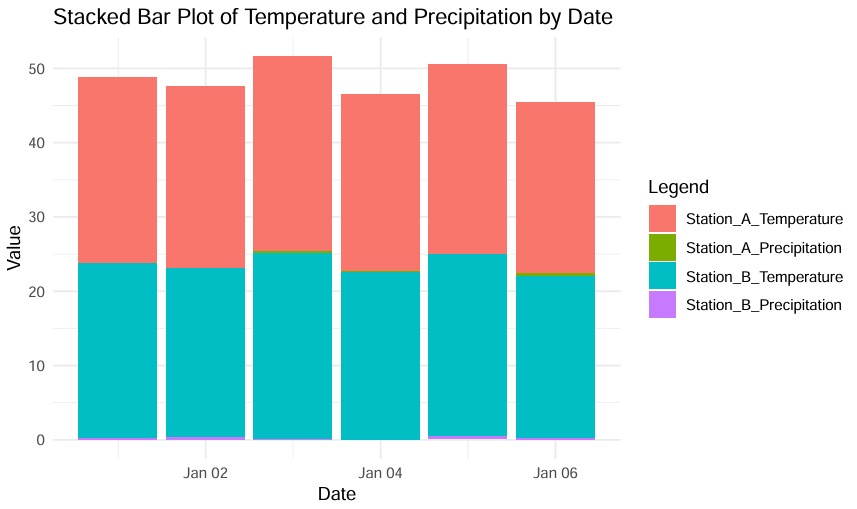 Stacked Bar Plot of Temperature and Precipitation by Date
50
40
30
20
10
0
Value
Jan 02
Jan 04
Jan 06
Date
Legend
Station_A_Temperature
Station_A_Precipitation
Station_B_Temperature
Station_B_Precipitation